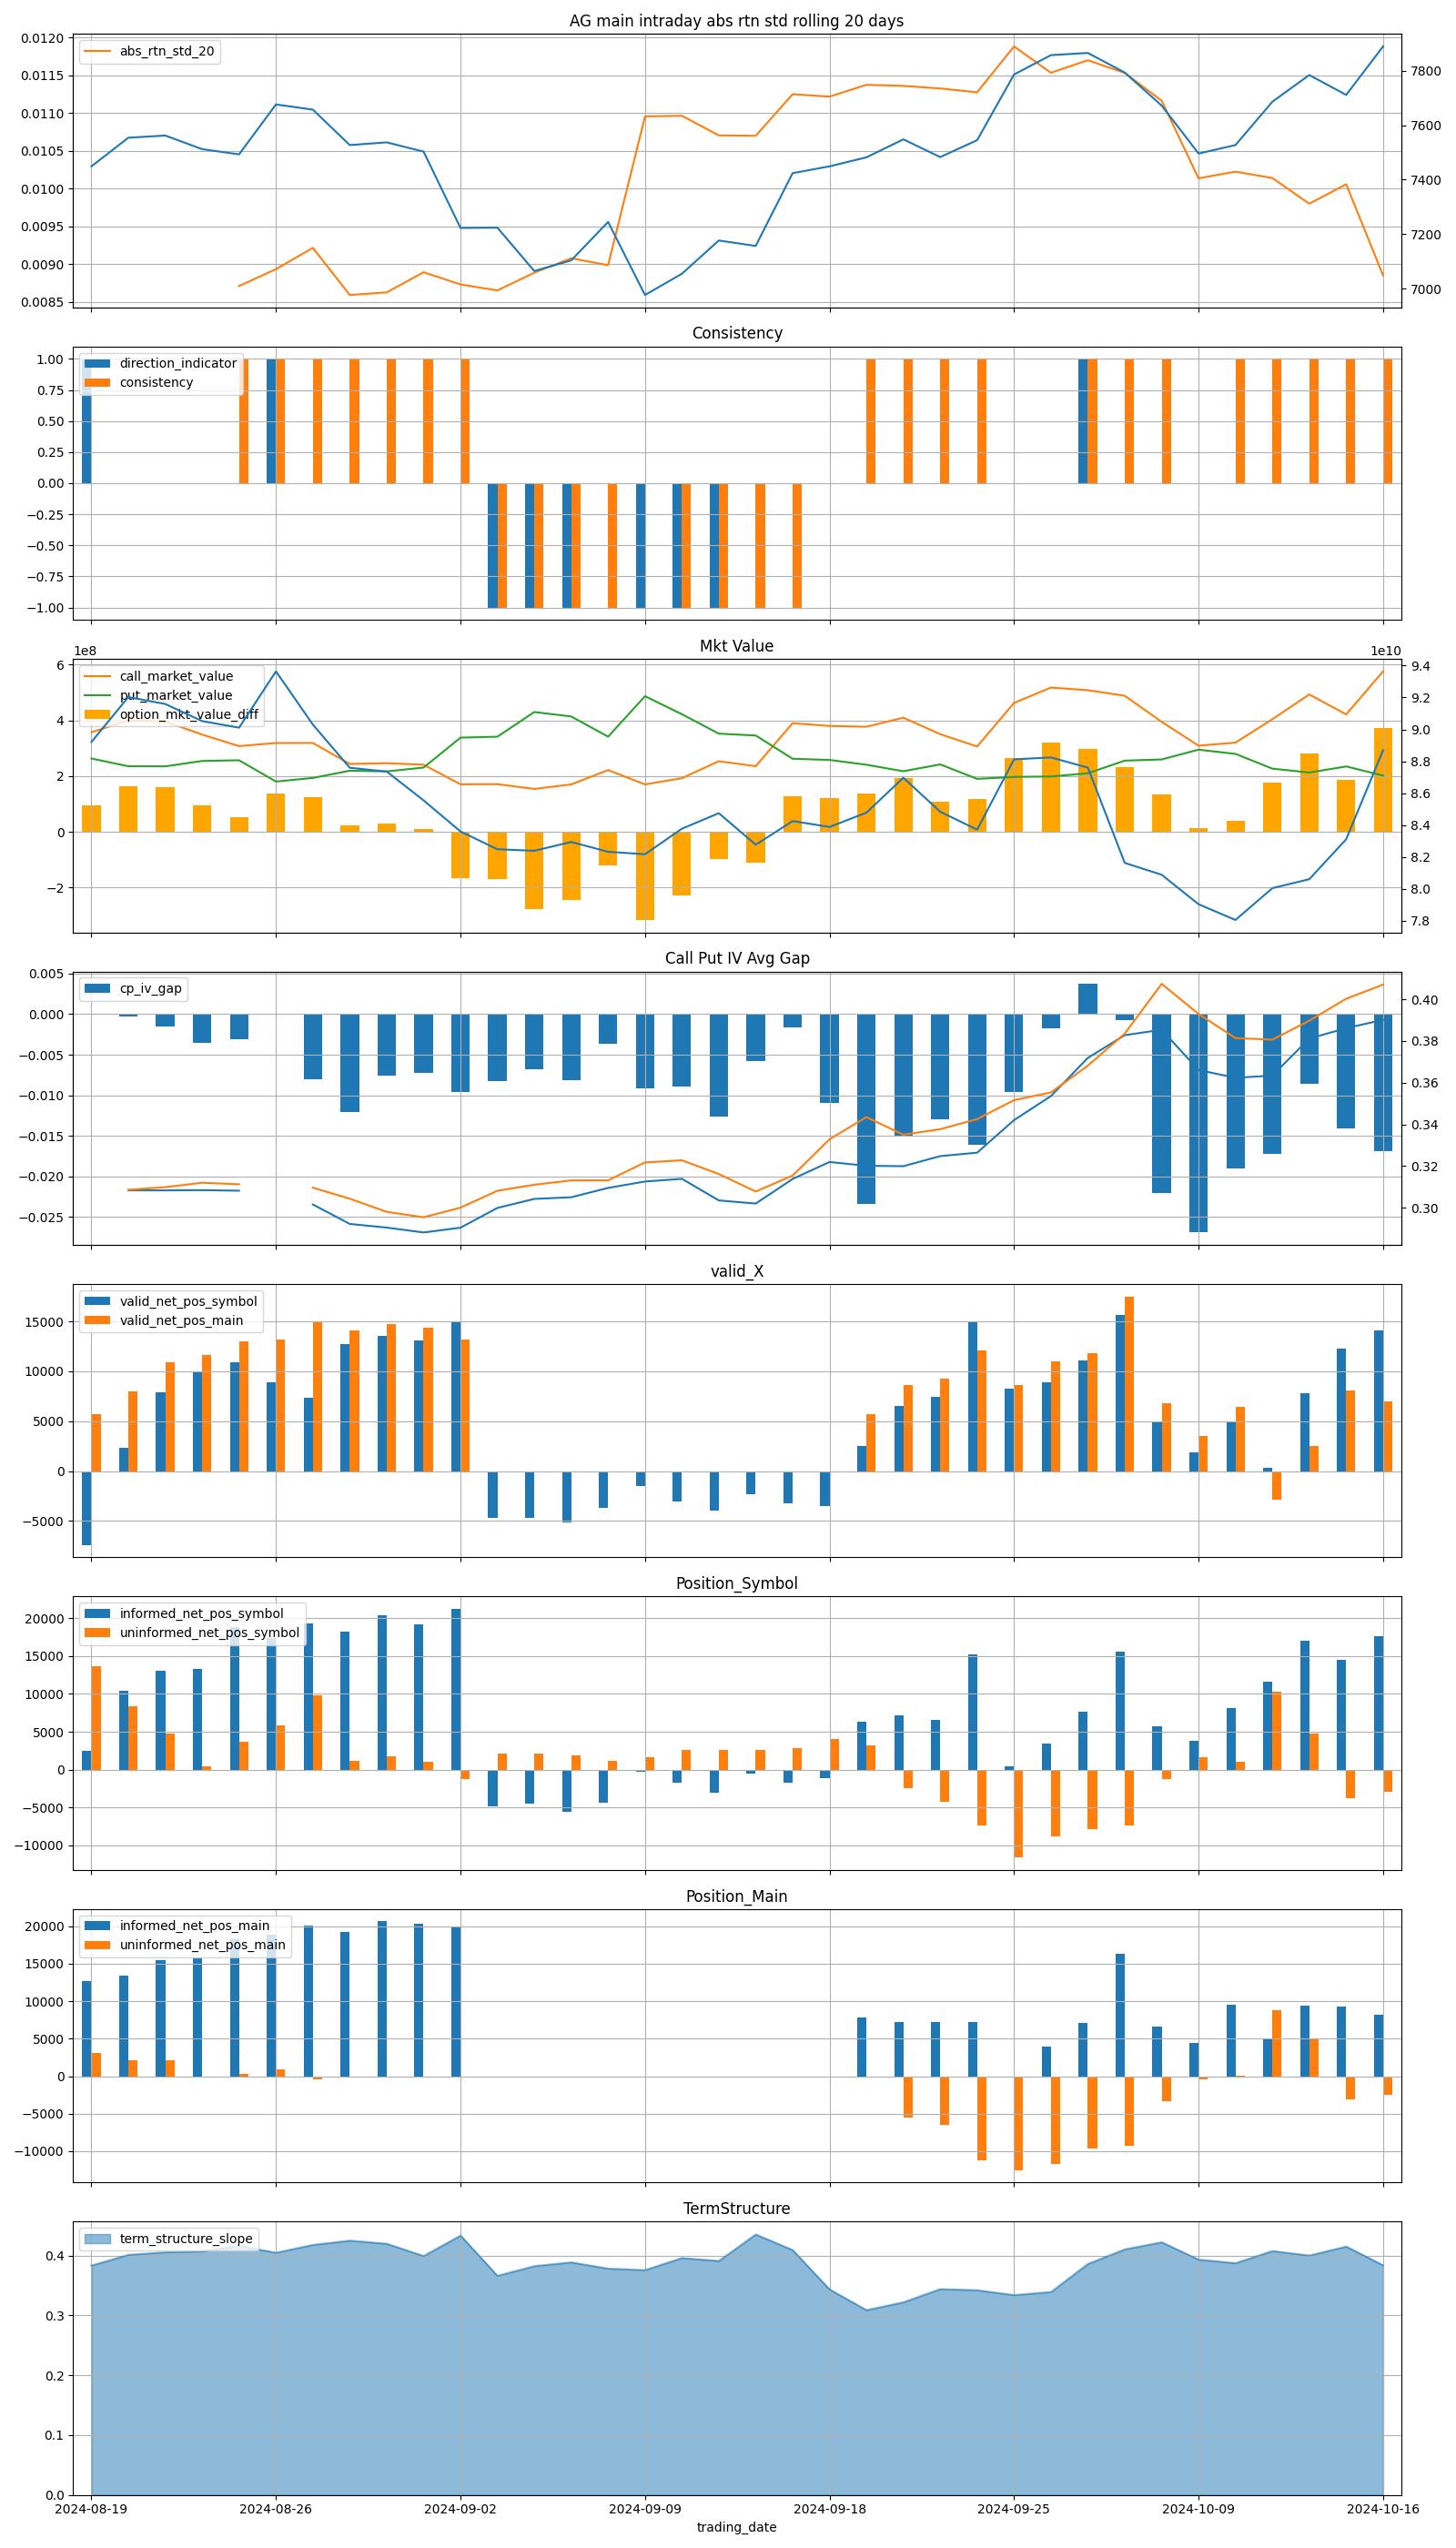 AG main intraday abs rtn std rolling 20 days
abs_rtn_std_20
0.0120
0.0115
0.0110
0.0105
0.0100
0.0095
0.0090
0.0085
7800
7600
7400
7200
7000
Consistency
direction_indicator
consistency
1.00
0.75
0.50
0.25
0.00
−0.25
−0.50
−0.75
−1.00
Mkt Value
1e8
1e10
call_market_value
put_market_value
option_mkt_value_diff
6
4
2
0
−2
9.4
9.2
9.0
8.8
8.6
8.4
8.2
8.0
7.8
Call Put IV Avg Gap
cp_iv_gap
0.005
0.000
−0.005
−0.010
−0.015
−0.020
−0.025
0.40
0.38
0.36
0.34
0.32
0.30
valid_X
valid_net_pos_symbol
valid_net_pos_main
15000
10000
5000
0
−5000
Position_Symbol
informed_net_pos_symbol
uninformed_net_pos_symbol
20000
15000
10000
5000
0
−5000
−10000
Position_Main
informed_net_pos_main
uninformed_net_pos_main
20000
15000
10000
5000
0
−5000
−10000
TermStructure
term_structure_slope
0.4
0.3
0.2
0.1
0.0
2024-08-19 2024-08-26 2024-09-02 2024-09-09 2024-09-18 2024-09-25 2024-10-09 2024-10-16
trading_date